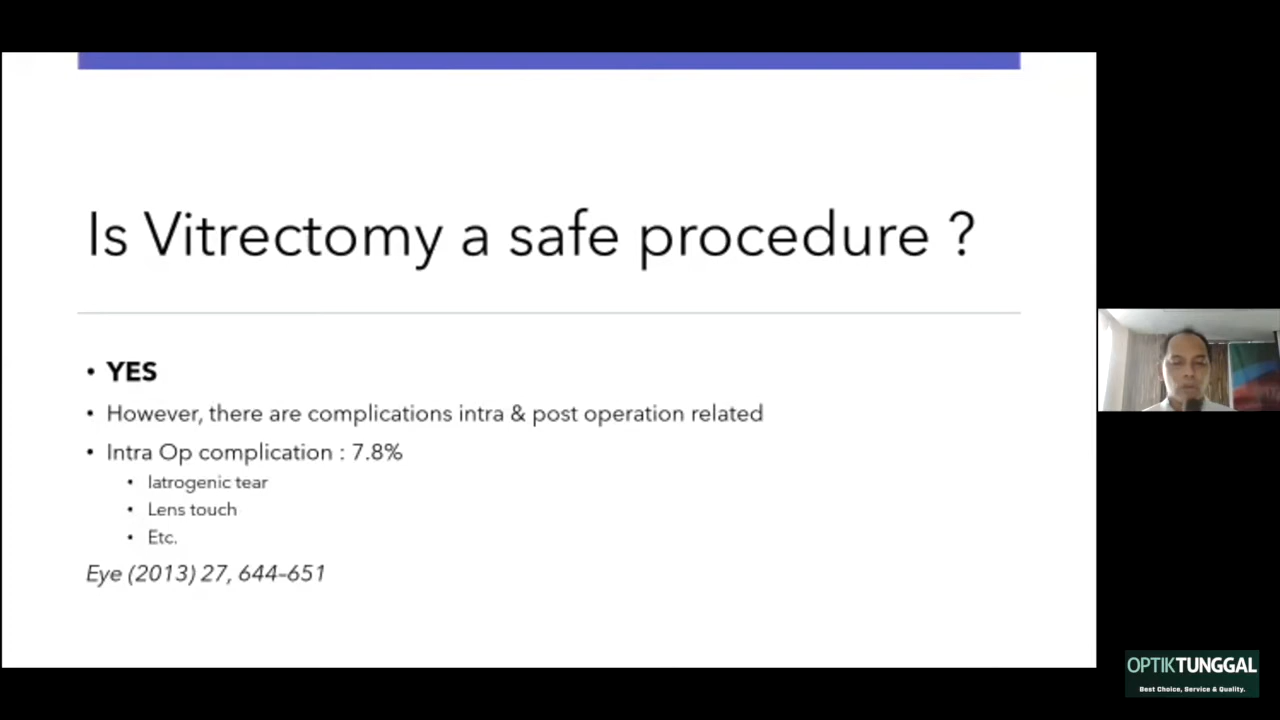 Is Vitrectomy a safe procedure ?
• YES
• However, there are complications intra & post operation related
• Intra Op complication : 7.8%
• Iatrogenic tear
• Lens touch
• Etc.
Eye (2013) 27, 644–651
OPTIKTUNGGAL
Best Choice, Service & Quality.